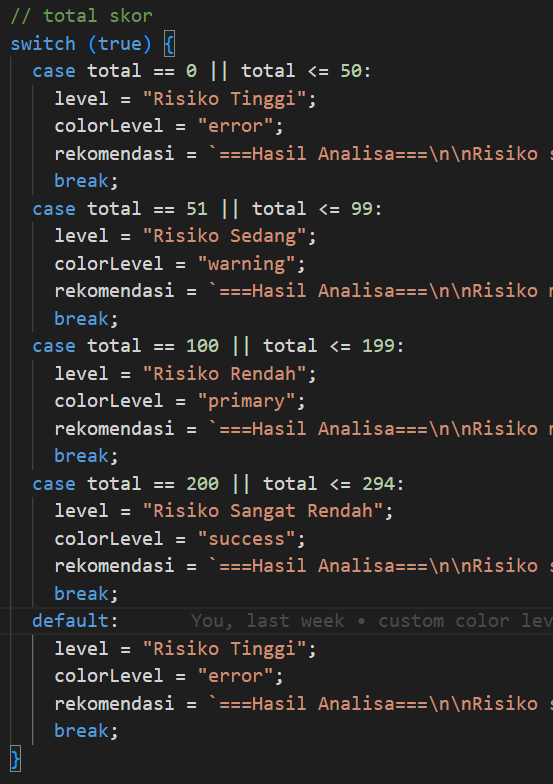 // total skor
switch (true) {
case total == 0 || total <= 50:
level = "Risiko Tinggi";
colorLevel = "error";
rekomendasi = `===Hasil Analisa===\n\nRisiko s
break;
case total == 51 || total <= 99:
level = "Risiko Sedang";
colorLevel = "warning";
rekomendasi = `===Hasil Analisa===\n\nRisiko
break;
case total == 100 || total <= 199:
level = "Risiko Rendah";
colorLevel = "primary";
rekomendasi = `===Hasil Analisa===\n\nRisiko
break;
case total == 200 || total <= 294:
level = "Risiko Sangat Rendah";
colorLevel = "success";
rekomendasi = `===Hasil Analisa===\n\nRisiko s
break;
default: You, last week • custom color lev
level = "Risiko Tinggi";
colorLevel = "error";
rekomendasi = `===Hasil Analisa===\n\nRisiko s
break;
}